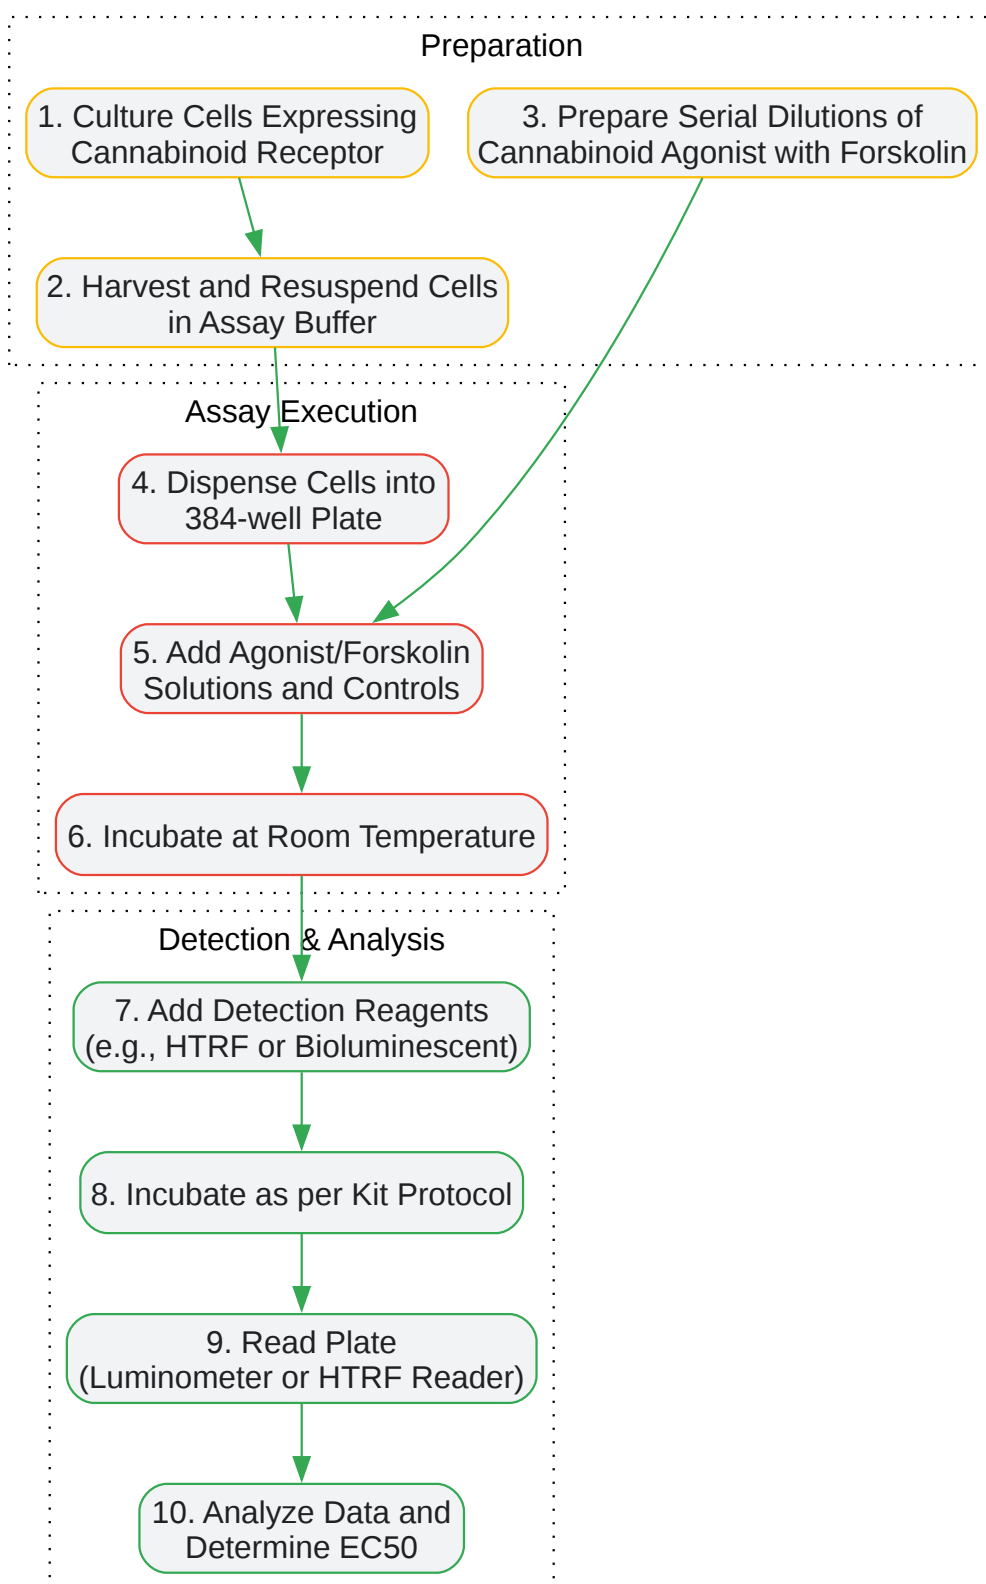 Preparation
1. Culture Cells Expressing
Cannabinoid Receptor
3. Prepare Serial Dilutions of
Cannabinoid Agonist with Forskolin
2. Harvest and Resuspend Cells
in Assay Buffer
Assay Execution
4. Dispense Cells into
384-well Plate
5. Add Agonist/Forskolin
Solutions and Controls
6. Incubate at Room Temperature
Detection & Analysis
7. Add Detection Reagents
(e.g., HTRF or Bioluminescent)
8. Incubate as per Kit Protocol
9. Read Plate
(Luminometer or HTRF Reader)
10. Analyze Data and
Determine EC50